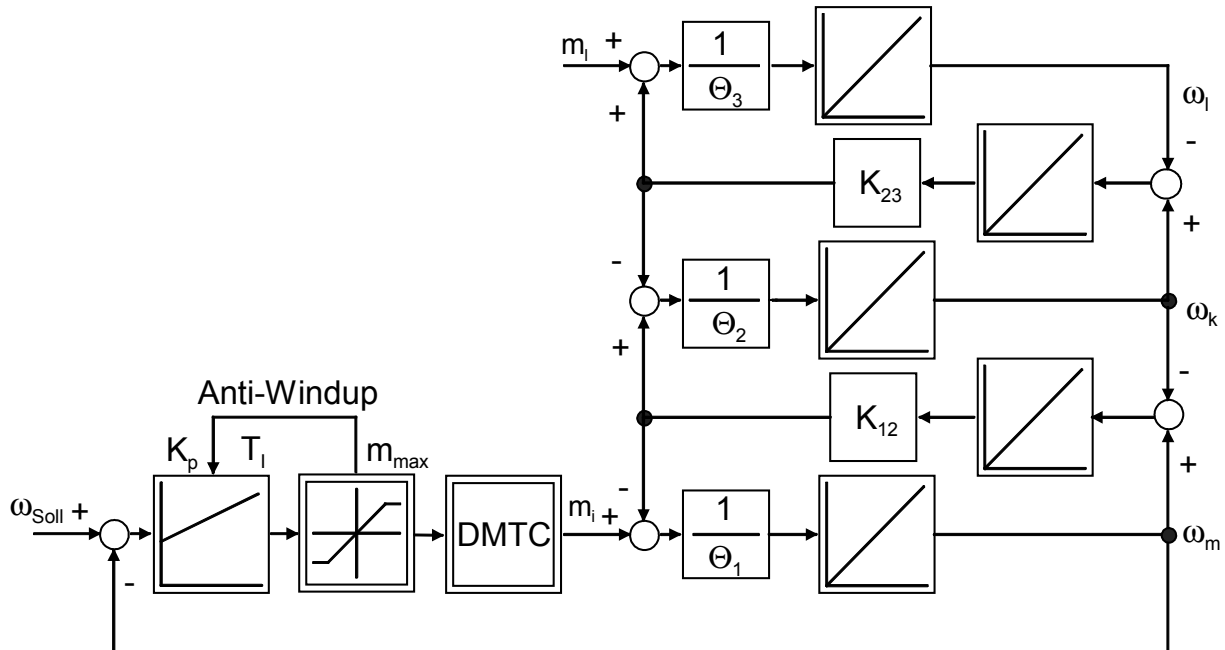 m_l + 1 / Θ_3
+ ω_l
-
K_23
+
- 1 / Θ_2 ω_k
+ -
Anti-Windup
K_12
K_p T_I m_max +
-
ω_Soll + DMTC m_i + 1 / Θ_1 ω_m
-